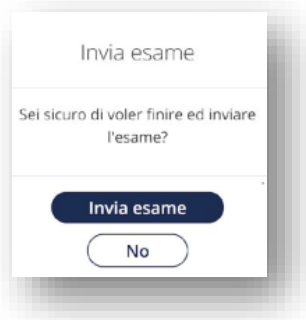 Invia esame
Sei sicuro di voler finire ed inviare
l'esame?
Invia esame
No